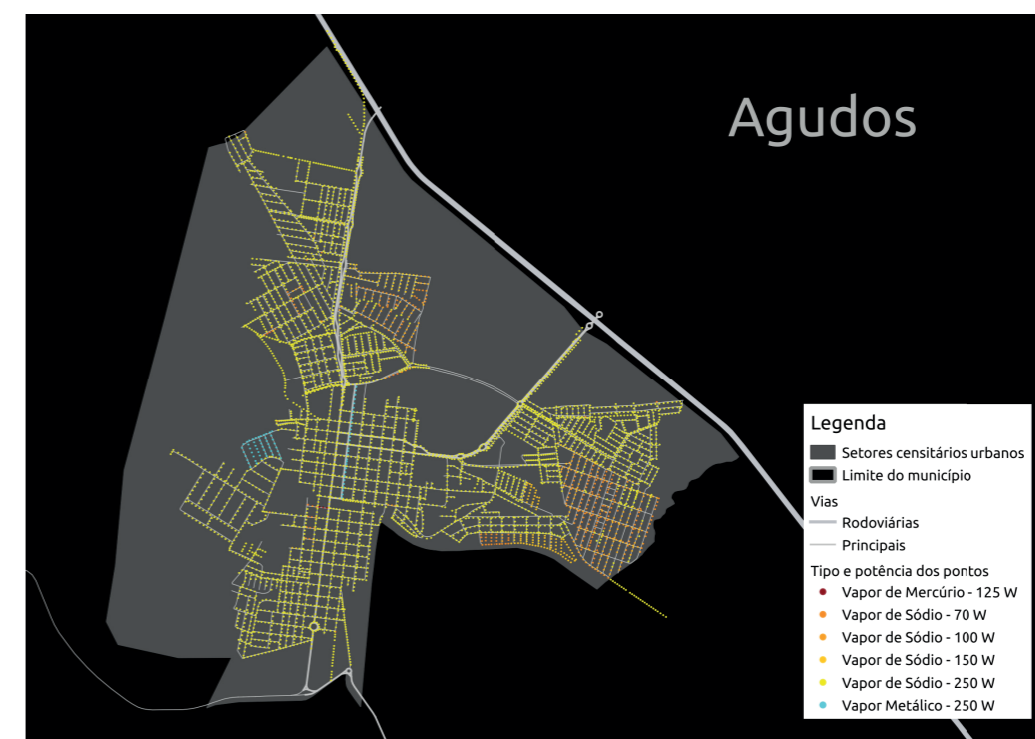 Agudos
Legenda
Setores censitários urbanos
Limite do município
Vias
Rodoviárias
Principais
Tipo e potência dos pontos
Vapor de Mercúrio - 125 W
Vapor de Sódio - 70 W
Vapor de Sódio - 100 W
Vapor de Sódio - 150 W
Vapor de Sódio - 250 W
Vapor Metálico - 250 W